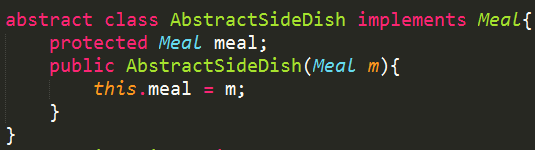 abstract class AbstractSideDish implements Meal{
    protected Meal meal;
    public AbstractSideDish(Meal m){
        this.meal = m;
    }
}